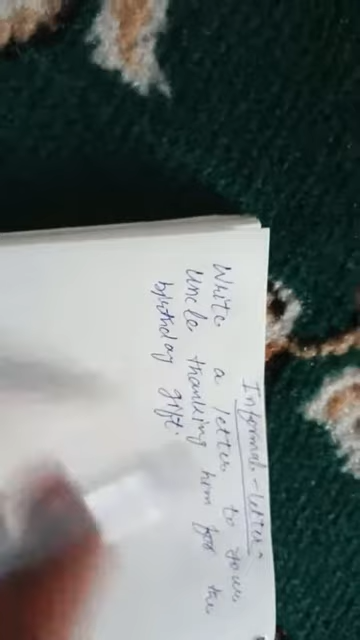 Informal-letter
Write a letter to your
Uncle thanking him for the
birthday gift.